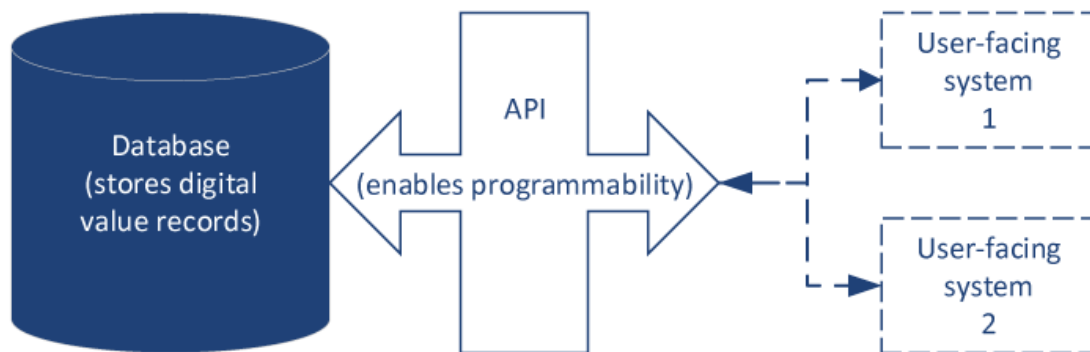 Database
(stores digital
value records)
API
(enables programmability)
User-facing
system
1
User-facing
system
2